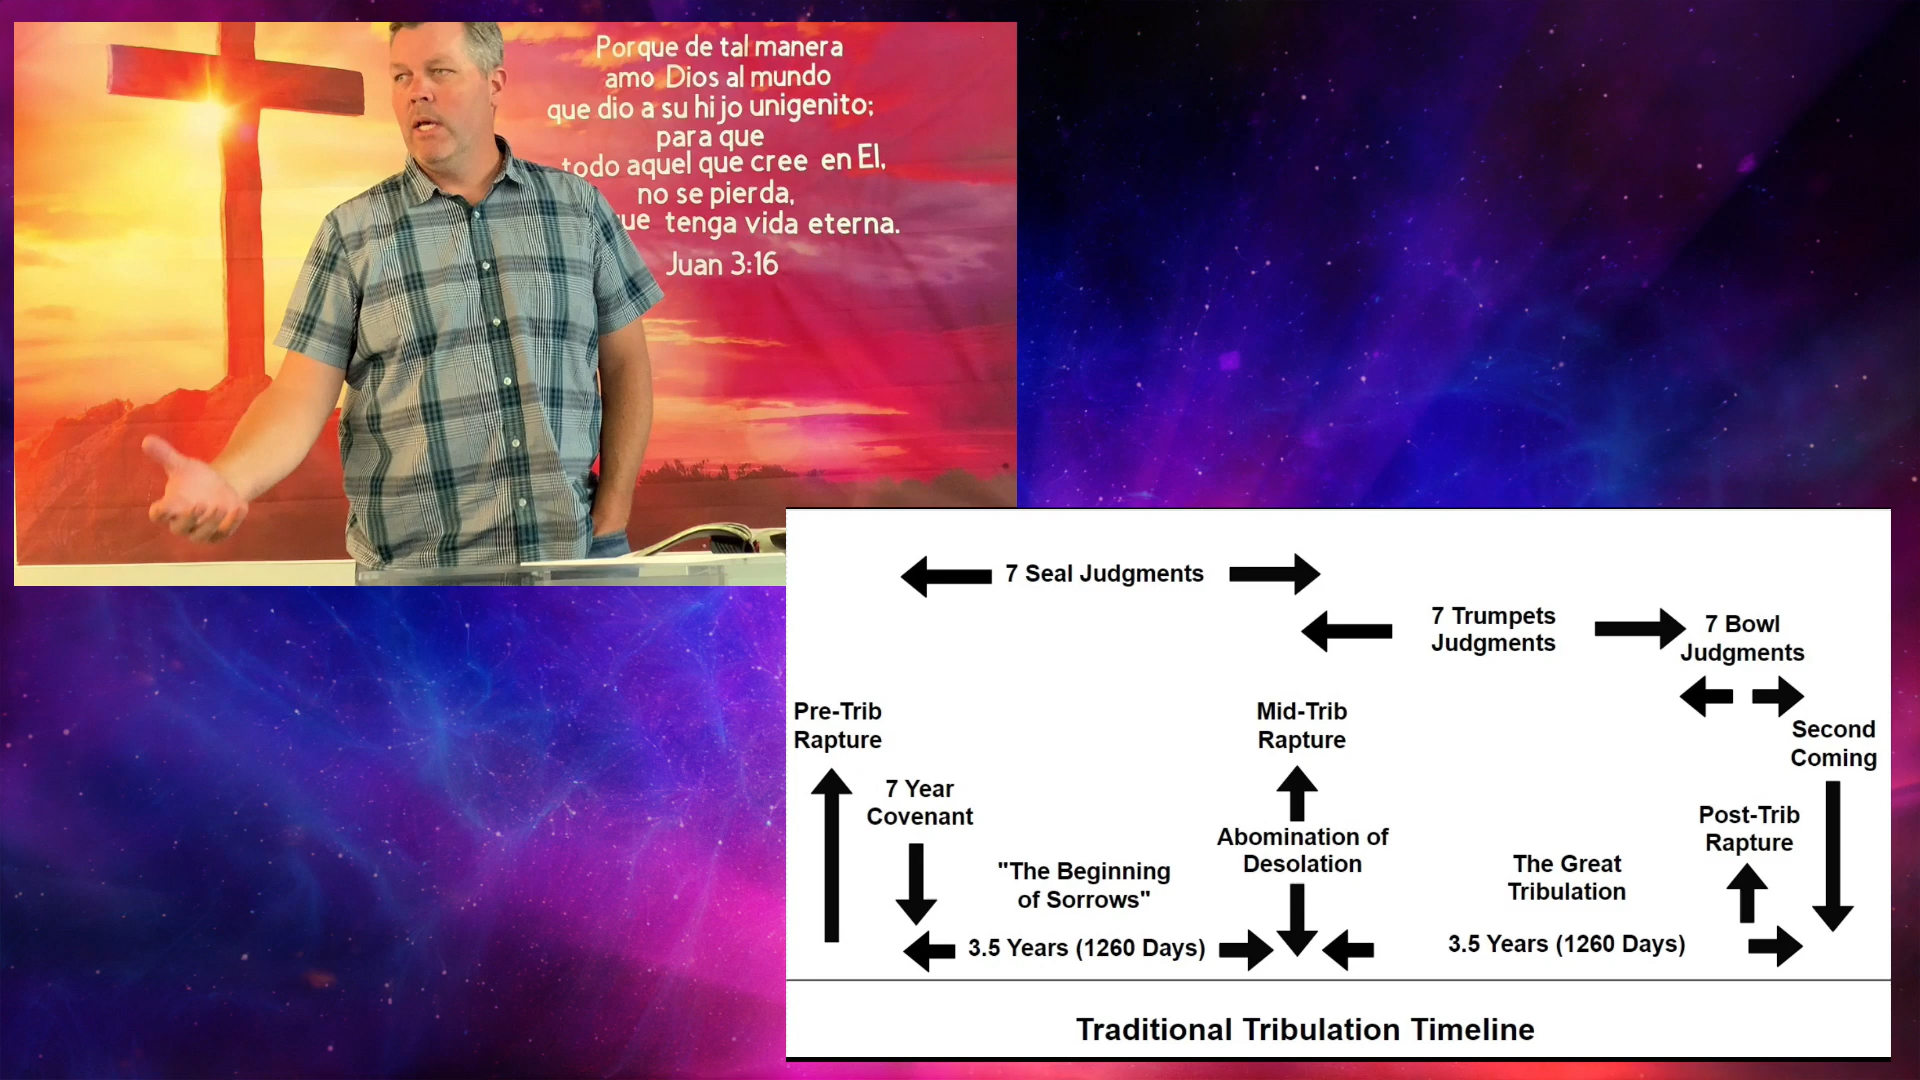 Porque de tal manera
amo Dios al mundo
que dio a su hijo unigenito;
para que
todo aquel que cree en El,
no se pierda,
ue tenga vida eterna.
Juan 3:16
7 Seal Judgments
7 Trumpets
Judgments
7 Bowl
Judgments
Pre-Trib
Rapture
Mid-Trib
Rapture
Second
Coming
7 Year
Covenant
Post-Trib
Rapture
Abomination of
Desolation
"The Beginning
of Sorrows"
The Great
Tribulation
3.5 Years (1260 Days)
3.5 Years (1260 Days)
Traditional Tribulation Timeline